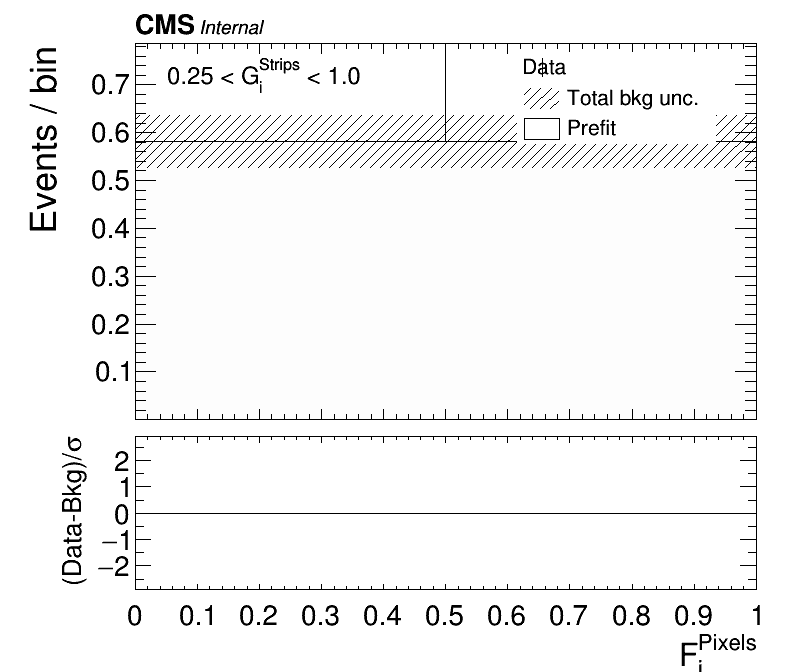 CMS Internal
Events / bin
0.25 < G_i^Strips < 1.0
Data
Total bkg unc.
Prefit
0.7
0.6
0.5
0.4
0.3
0.2
0.1
(Data-Bkg)/σ
2
1
0
−1
−2
0 0.1 0.2 0.3 0.4 0.5 0.6 0.7 0.8 0.9 1
F_i^Pixels